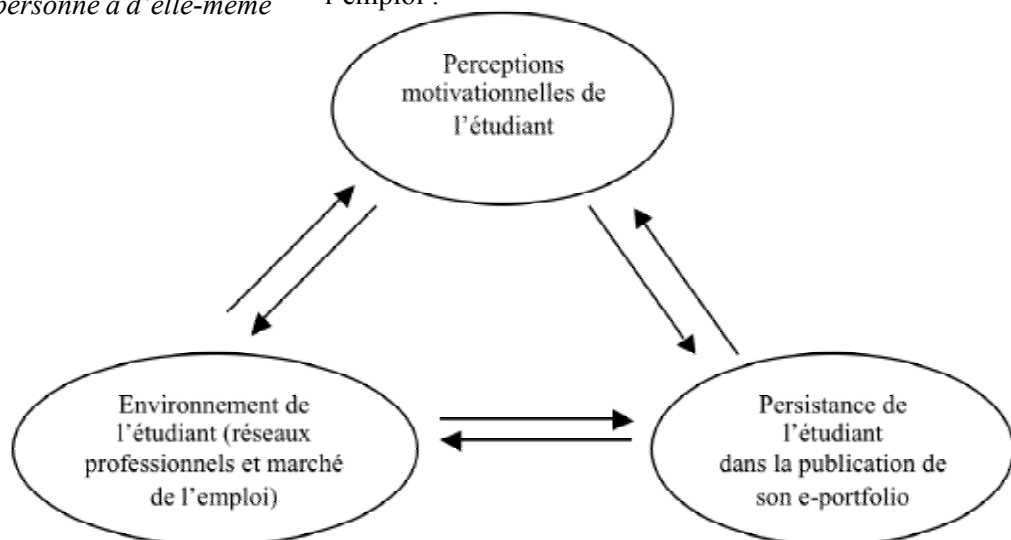 personne a d’elle-même
l’emploi :
Perceptions
motivationnelles de
l’étudiant
Environnement de
l’étudiant (réseaux
professionnels et marché
de l’emploi)
Persistance de
l’étudiant
dans la publication de
son e-portfolio